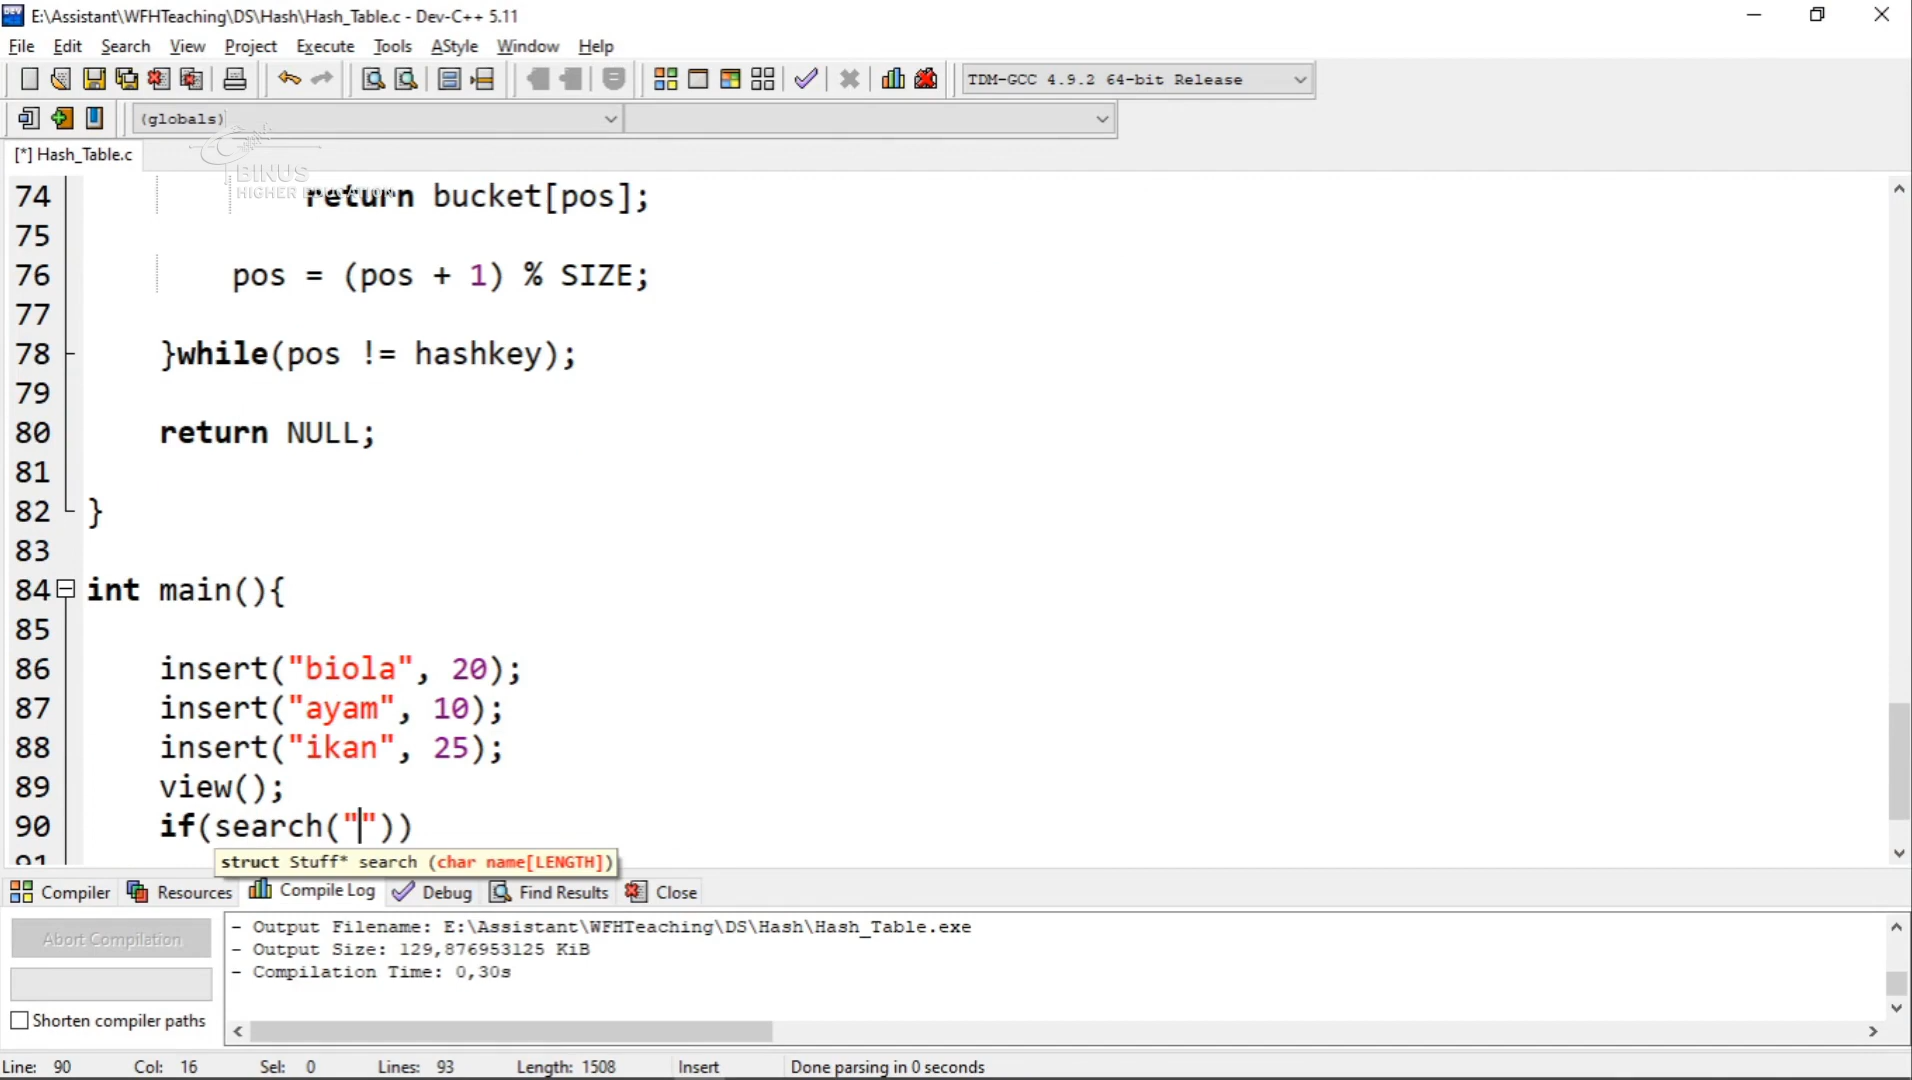 E:\Assistant\WFHTeaching\DS\Hash\Hash_Table.c - Dev-C++ 5.11
File Edit Search View Project Execute Tools AStyle Window Help
TDM-GCC 4.9.2 64-bit Release
(globals)
[*] Hash_Table.c
BINUS
HIGHER EDUCATION
74 return bucket[pos];
75
76 pos = (pos + 1) % SIZE;
77
78 }while(pos != hashkey);
79
80 return NULL;
81
82 }
83
84 int main(){
85
86 insert("biola", 20);
87 insert("ayam", 10);
88 insert("ikan", 25);
89 view();
90 if(search(""))
91
struct Stuff* search (char name[LENGTH])
Compiler Resources Compile Log Debug Find Results Close
Abort Compilation
Shorten compiler paths
- Output Filename: E:\Assistant\WFHTeaching\DS\Hash\Hash_Table.exe
- Output Size: 129,876953125 KiB
- Compilation Time: 0,30s
Line: 90 Col: 16 Sel: 0 Lines: 93 Length: 1508 Insert Done parsing in 0 seconds